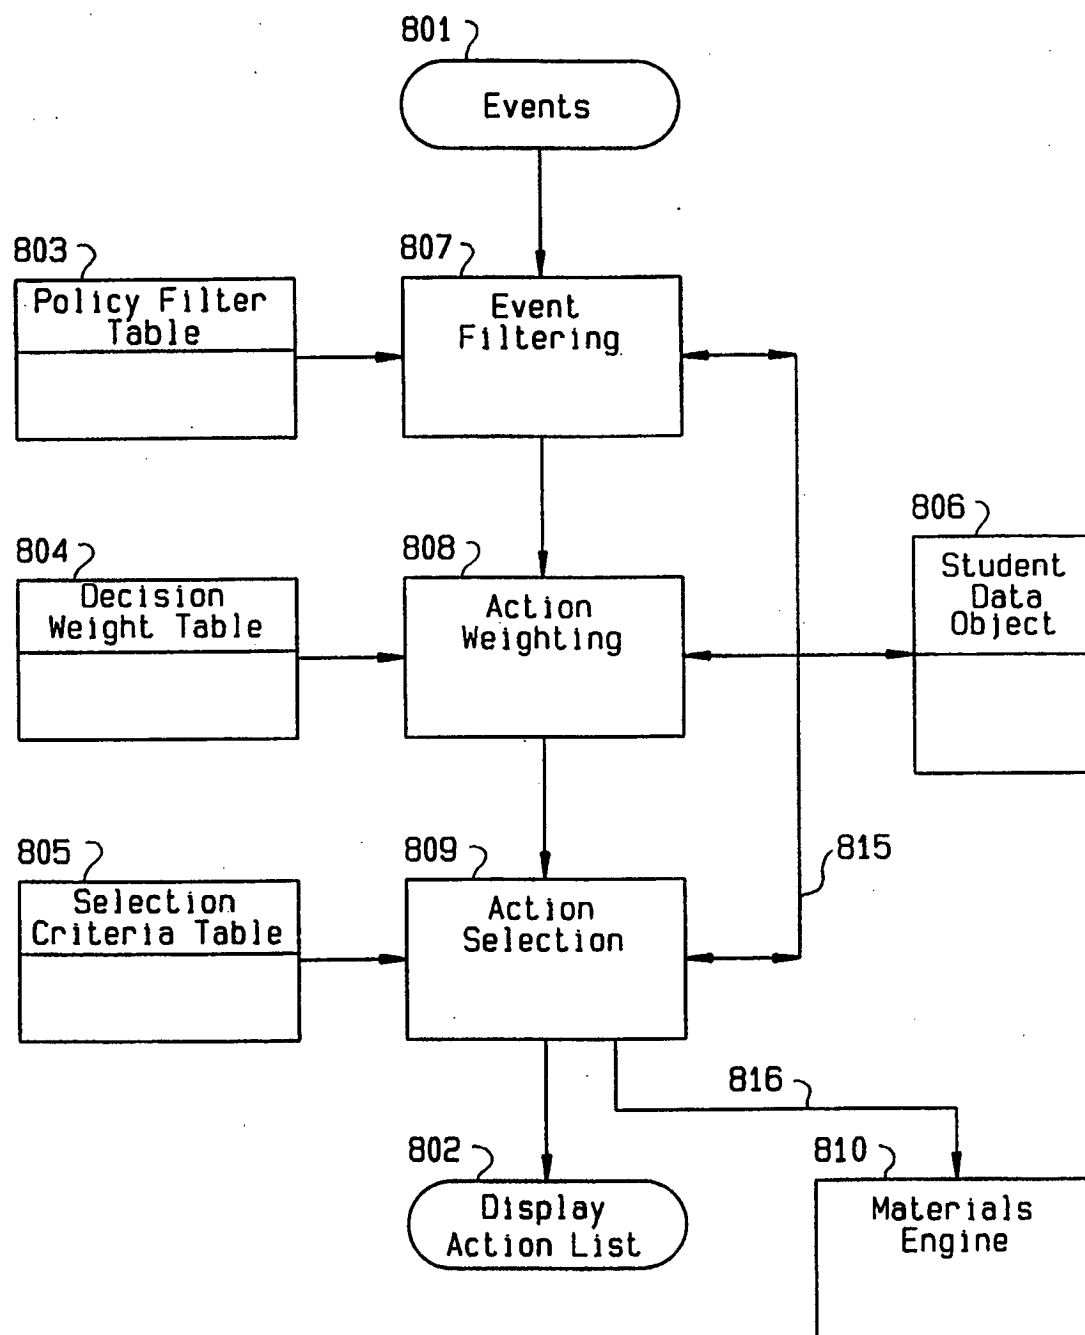 801
Events
803
Policy Filter
Table
807
Event
Filtering
804
Decision
Weight Table
808
Action
Weighting
806
Student
Data
Object
805
Selection
Criteria Table
809
Action
Selection
815
816
802
Display
Action List
810
Materials
Engine